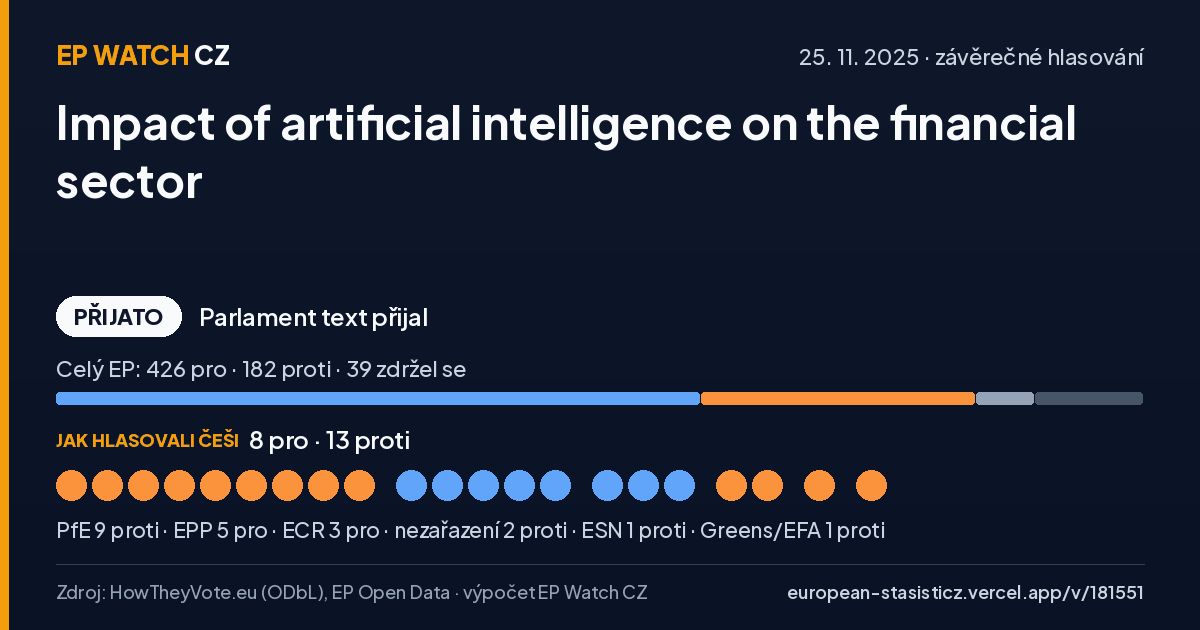 EP WATCH CZ
25. 11. 2025 · závěrečné hlasování
Impact of artificial intelligence on the financial
sector
PŘIJATO Parlament text přijal
Celý EP: 426 pro · 182 proti · 39 zdržel se
JAK HLASOVALI ČEŠI 8 pro · 13 proti
PfE 9 proti · EPP 5 pro · ECR 3 pro · nezařazení 2 proti · ESN 1 proti · Greens/EFA 1 proti
Zdroj: HowTheyVote.eu (ODbL), EP Open Data · výpočet EP Watch CZ
european-stasisticz.vercel.app/v/181551